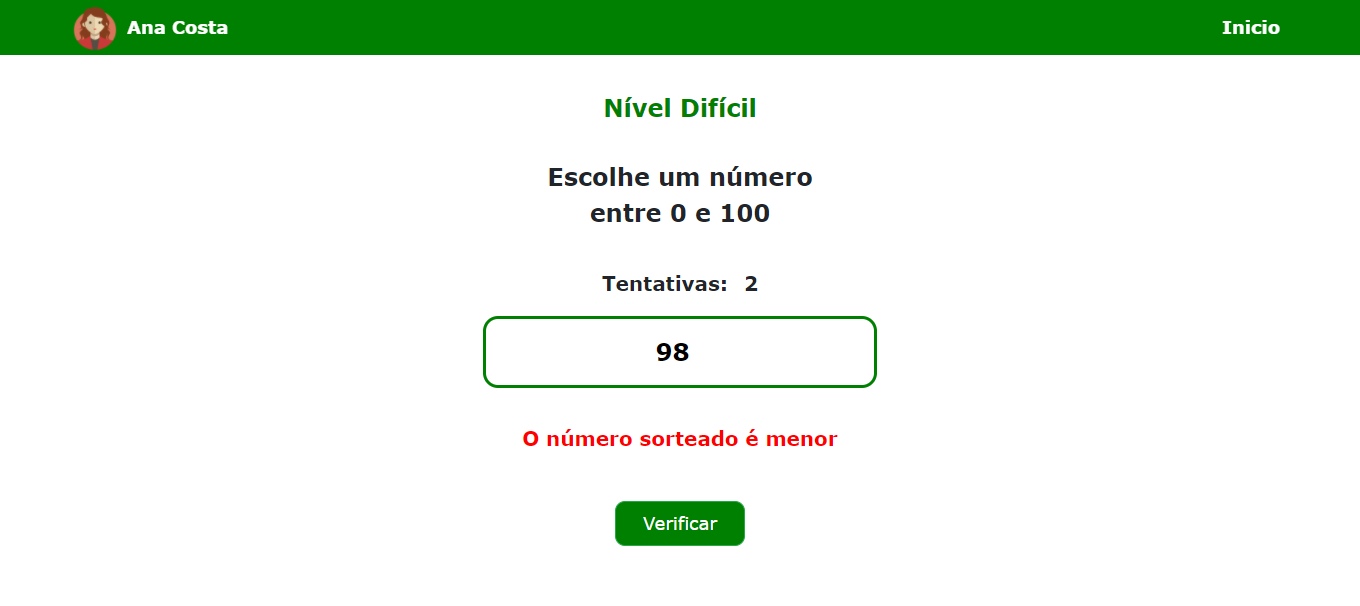 Ana Costa
Inicio
Nível Difícil
Escolhe um número
entre 0 e 100
Tentativas: 2
98
O número sorteado é menor
Verificar